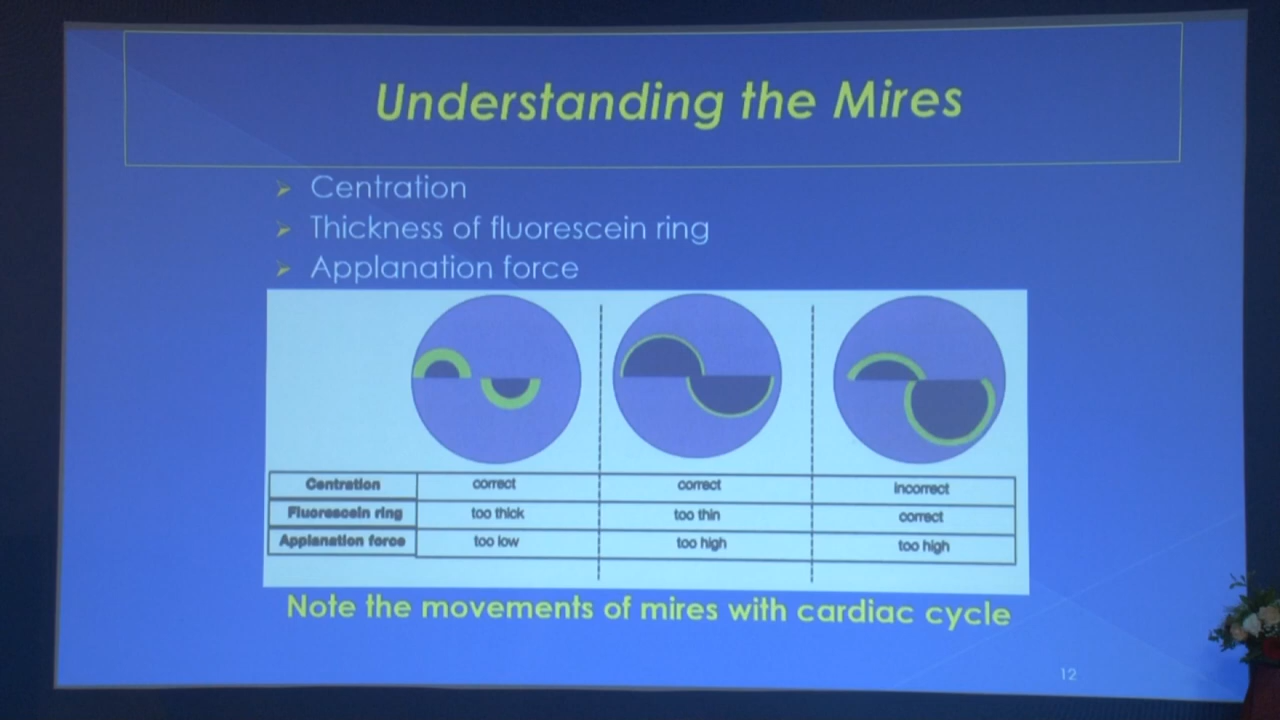 Understanding the Mires
Centration
Thickness of fluorescein ring
Applanation force
Centration correct correct incorrect
Fluorescein ring too thick too thin correct
Applanation force too low too high too high
Note the movements of mires with cardiac cycle
12